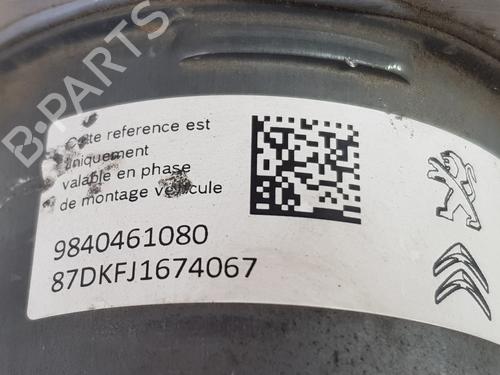 Cette reference est
uniquement
valable en phase
de montage véhicule
9840461080
87DKFJ1674067
B-PARTS